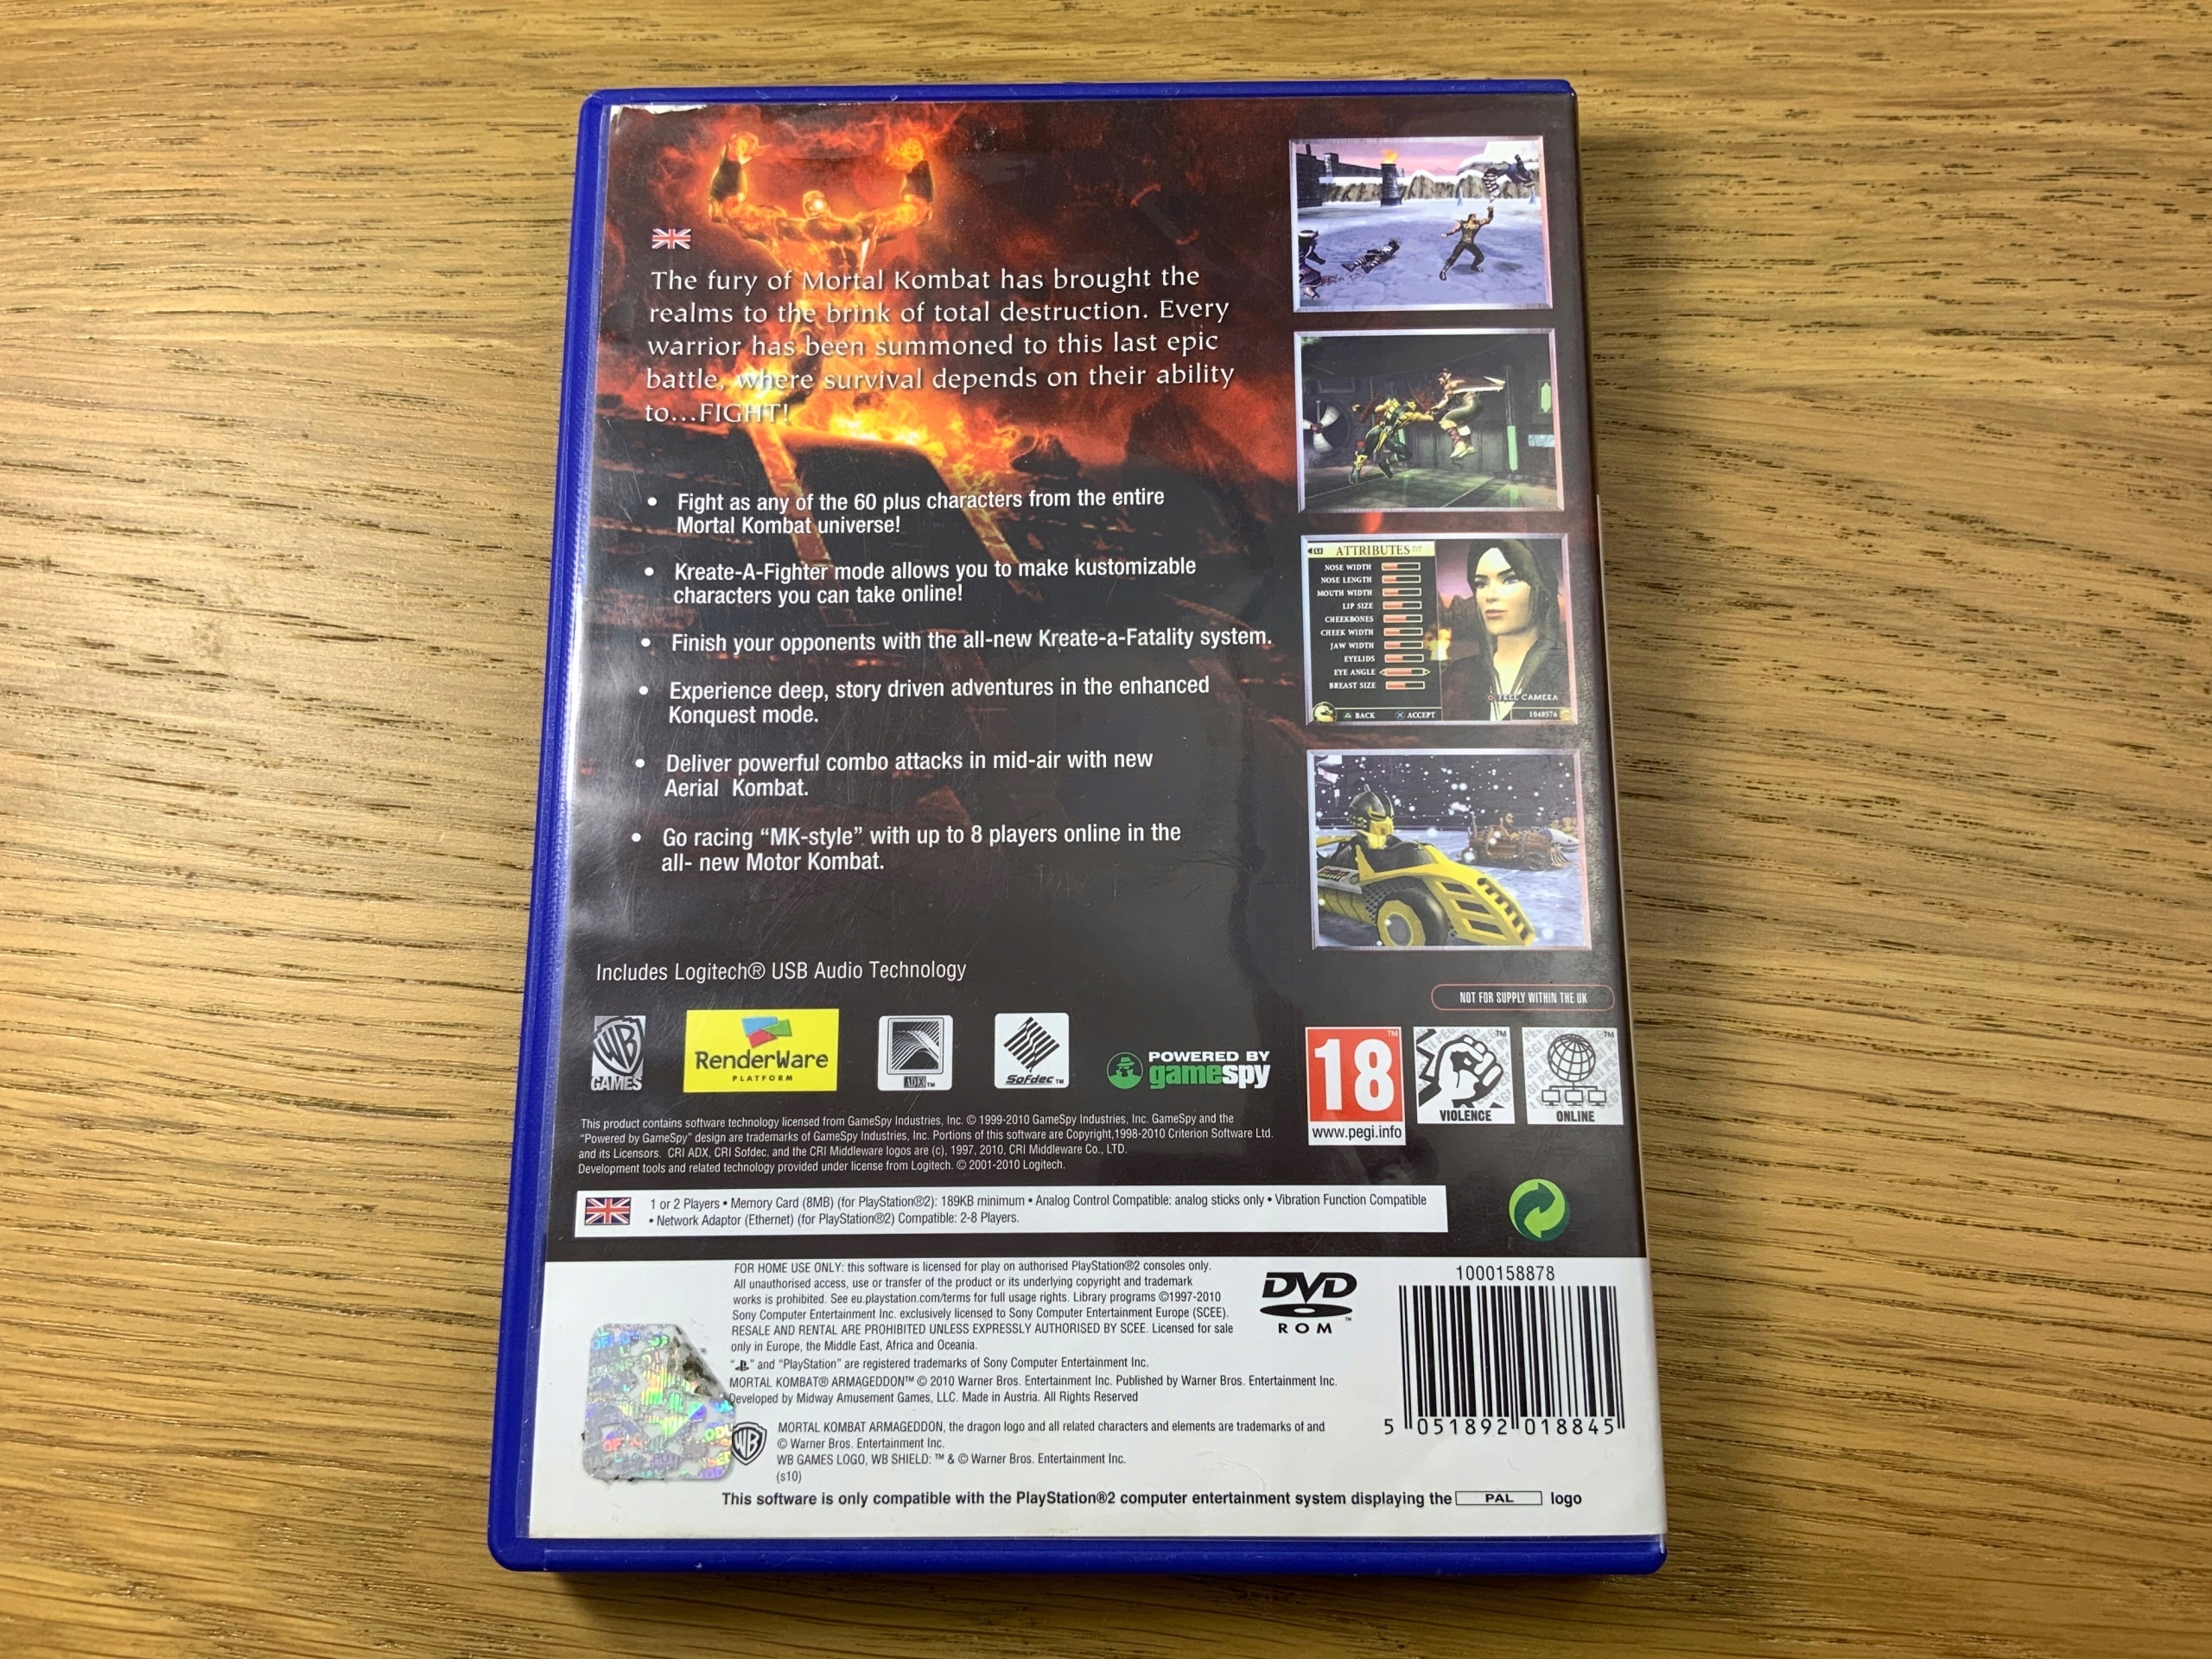 The fury of Mortal Kombat has brought the
realms to the brink of total destruction. Every
warrior has been summoned to this last epic
battle, where survival depends on their ability
to...FIGHT!
• Fight as any of the 60 plus characters from the entire
Mortal Kombat universe!
• Kreate-A-Fighter mode allows you to make kustomizable
characters you can take online!
• Finish your opponents with the all-new Kreate-a-Fatality system.
• Experience deep, story driven adventures in the enhanced
Konquest mode.
• Deliver powerful combo attacks in mid-air with new
Aerial Kombat.
• Go racing “MK-style” with up to 8 players online in the
all- new Motor Kombat.
ATTRIBUTES 7/7
NOSE WIDTH
NOSE LENGTH
MOUTH WIDTH
LIP SIZE
CHEEKBONES
CHEEK WIDTH
JAW WIDTH
EYELIDS
EYE ANGLE
BREAST SIZE
FREE CAMERA
BACK ACCEPT 1048576
Includes Logitech® USB Audio Technology
NOT FOR SUPPLY WITHIN THE UK
WB
GAMES
RenderWare
PLATFORM
ADX™
Sofdec™
POWERED BY
gamespy
18™
www.pegi.info
VIOLENCE
ONLINE
This product contains software technology licensed from GameSpy Industries, Inc. © 1999-2010 GameSpy Industries, Inc. GameSpy and the
“Powered by GameSpy” design are trademarks of GameSpy Industries, Inc. Portions of this software are Copyright,1998-2010 Criterion Software Ltd.
and its Licensors. CRI ADX, CRI Sofdec, and the CRI Middleware logos are (c), 1997, 2010, CRI Middleware Co., LTD.
Development tools and related technology provided under license from Logitech. © 2001-2010 Logitech.
1 or 2 Players • Memory Card (8MB) (for PlayStation®2): 189KB minimum • Analog Control Compatible: analog sticks only • Vibration Function Compatible
• Network Adaptor (Ethernet) (for PlayStation®2) Compatible: 2-8 Players.
FOR HOME USE ONLY: this software is licensed for play on authorised PlayStation®2 consoles only.
All unauthorised access, use or transfer of the product or its underlying copyright and trademark
works is prohibited. See eu.playstation.com/terms for full usage rights. Library programs ©1997-2010
Sony Computer Entertainment Inc. exclusively licensed to Sony Computer Entertainment Europe (SCEE).
RESALE AND RENTAL ARE PROHIBITED UNLESS EXPRESSLY AUTHORISED BY SCEE. Licensed for sale
only in Europe, the Middle East, Africa and Oceania.
“ ” and “PlayStation” are registered trademarks of Sony Computer Entertainment Inc.
MORTAL KOMBAT® ARMAGEDDON™ © 2010 Warner Bros. Entertainment Inc. Published by Warner Bros. Entertainment Inc.
Developed by Midway Amusement Games, LLC. Made in Austria. All Rights Reserved
DVD™
ROM
1000158878
5 051892 018845
WB
MORTAL KOMBAT ARMAGEDDON, the dragon logo and all related characters and elements are trademarks of and
© Warner Bros. Entertainment Inc.
WB GAMES LOGO, WB SHIELD: ™ & © Warner Bros. Entertainment Inc.
(s10)
This software is only compatible with the PlayStation®2 computer entertainment system displaying the PAL logo